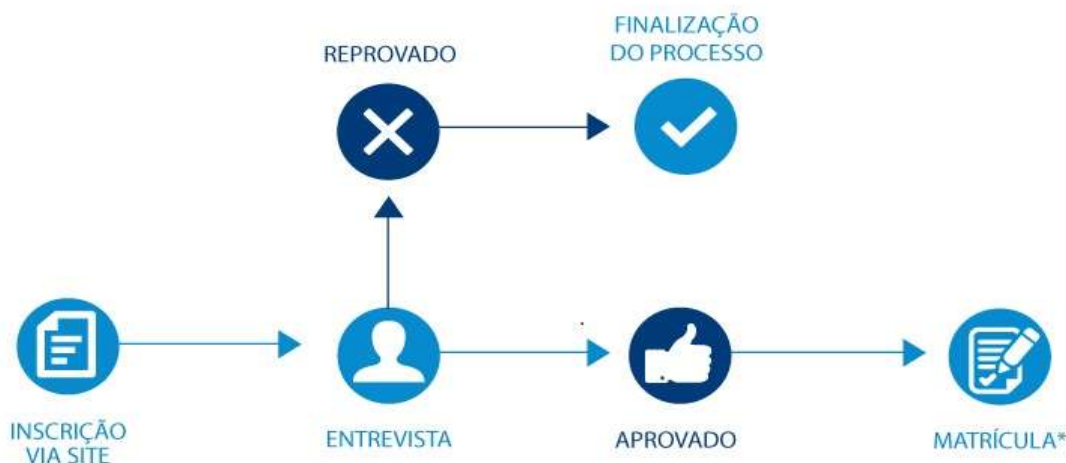 REPROVADO
FINALIZAÇÃO
DO PROCESSO
INSCRIÇÃO
VIA SITE
ENTREVISTA
APROVADO
MATRÍCULA*